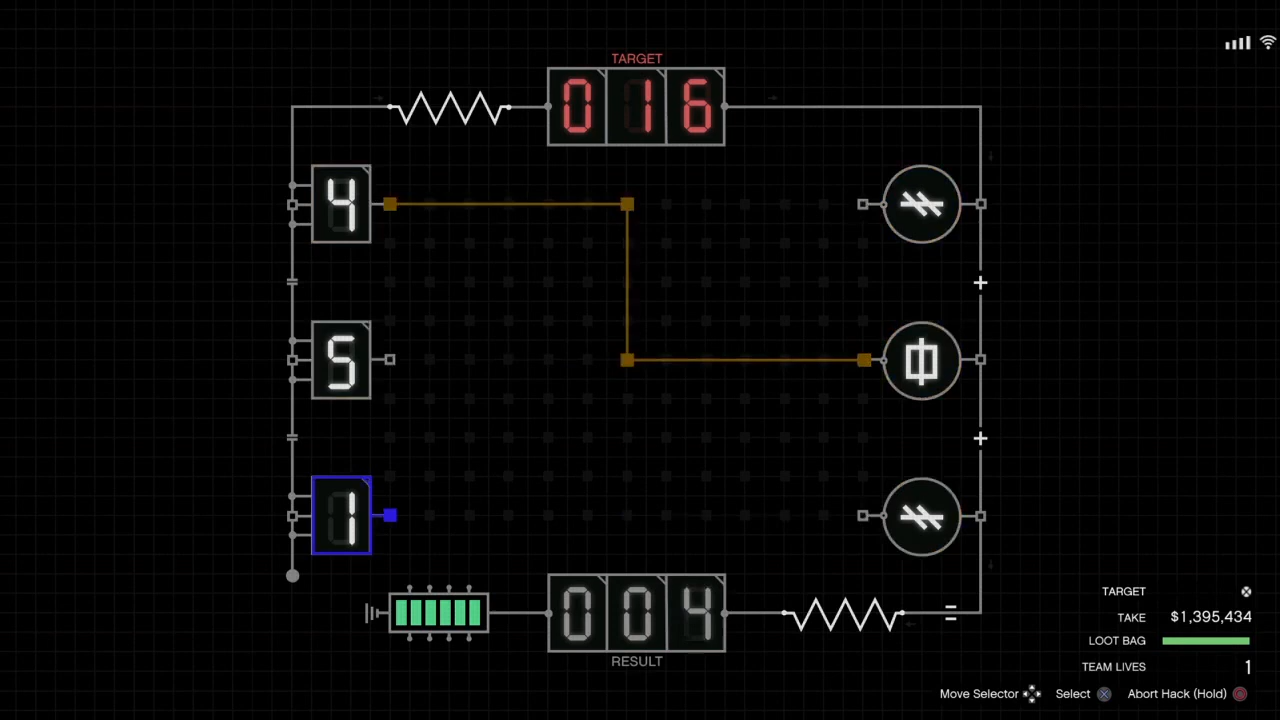 TARGET
016
4
5
1
004
RESULT
TARGET
TAKE $1,395,434
LOOT BAG
TEAM LIVES 1
Move Selector Select Abort Hack (Hold)